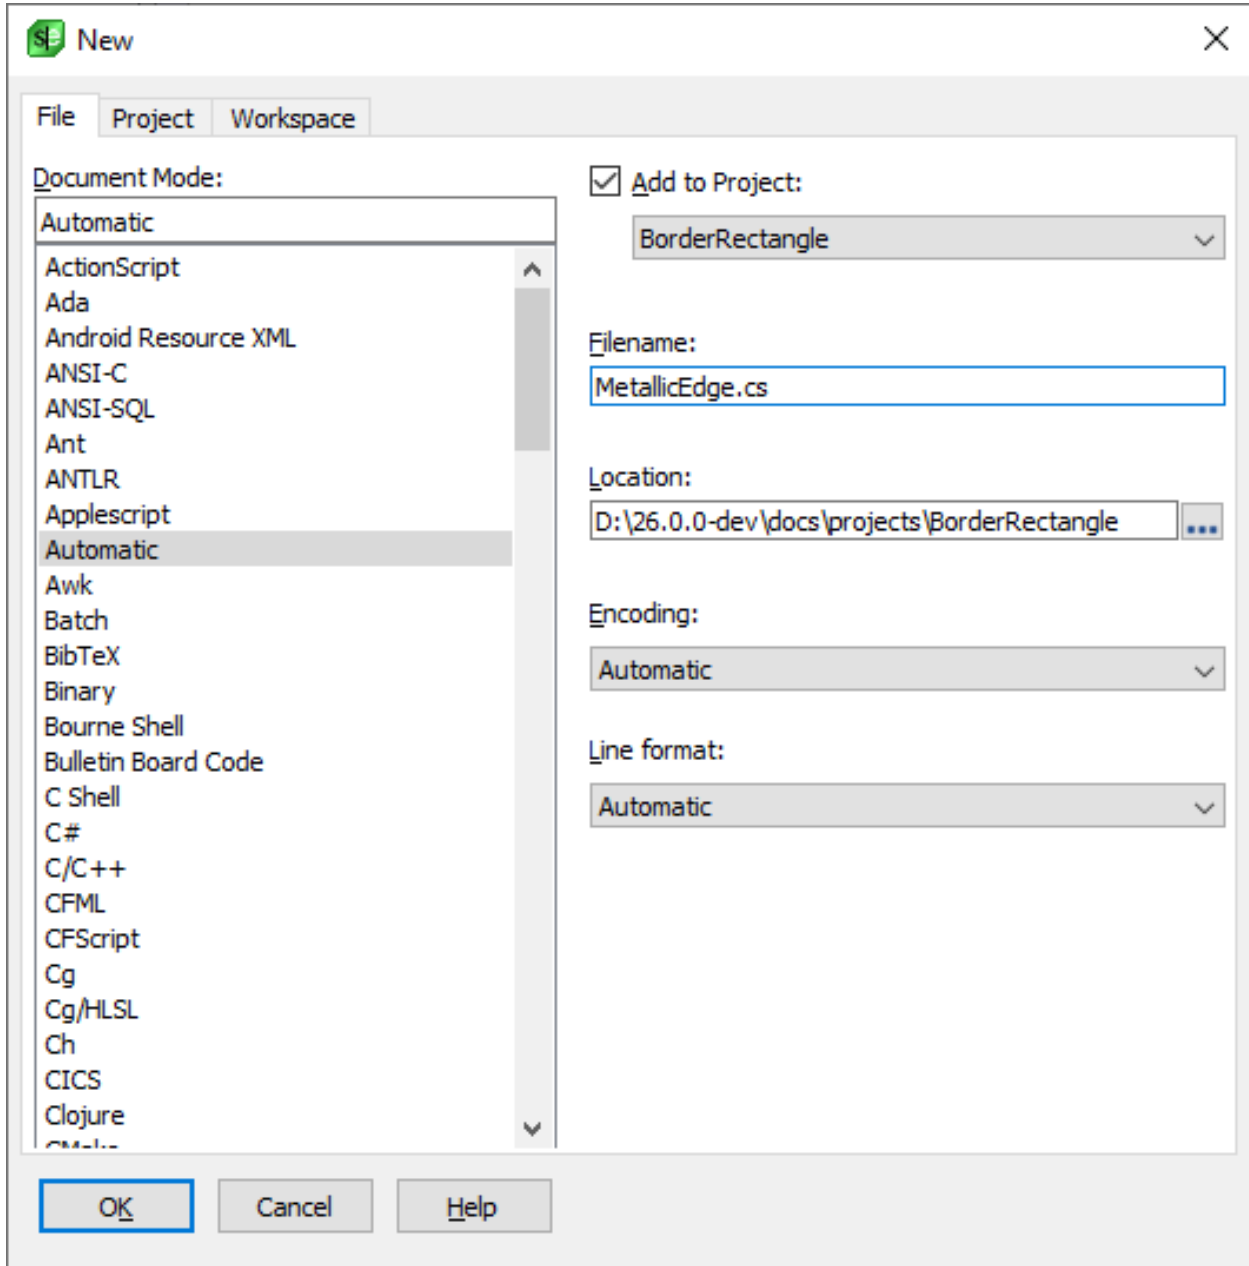 New
File Project Workspace
Document Mode:
Automatic
ActionScript
Ada
Android Resource XML
ANSI-C
ANSI-SQL
Ant
ANTLR
Applescript
Automatic
Awk
Batch
BibTeX
Binary
Bourne Shell
Bulletin Board Code
C Shell
C#
C/C++
CFML
CFScript
Cg
Cg/HLSL
Ch
CICS
Clojure
Add to Project:
BorderRectangle
Filename:
MetallicEdge.cs
Location:
D:\26.0.0-dev\docs\projects\BorderRectangle
...
Encoding:
Automatic
Line format:
Automatic
OK Cancel Help